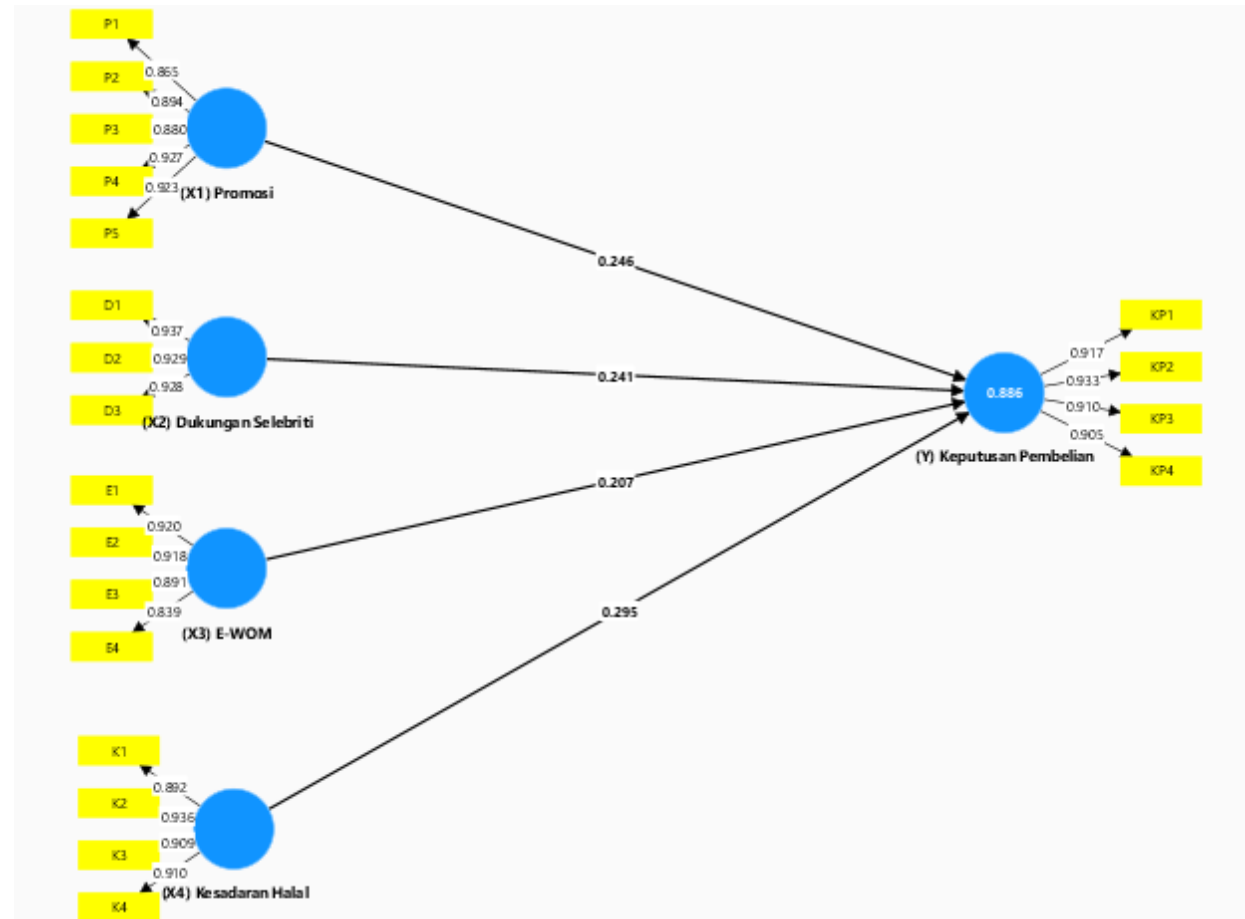 P1
0.865
P2
0.894
P3
0.880
0.927
P4
0.923
(X1) Promosi
P5
0.246
D1
0.937
D2
0.929
0.928
D3
(X2) Dukungan Selebriti
0.241
E1
0.920
E2
0.918
0.891
E3
0.839
(X3) E-WOM
E4
0.207
K1
0.892
K2
0.936
0.909
K3
0.910
(X4) Kesadaran Halal
K4
0.295
KP1
0.917
KP2
0.933
0.886
0.910
KP3
0.905
(Y) Keputusan Pembelian
KP4